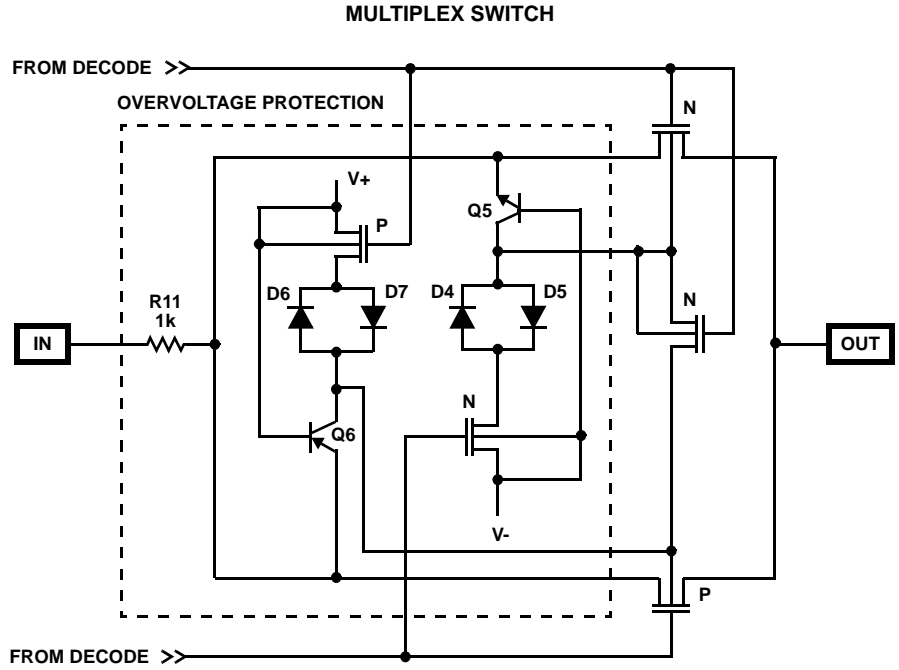 MULTIPLEX SWITCH
FROM DECODE
OVERVOLTAGE PROTECTION
N
V+
Q5
P
D6
D7
D4
D5
N
R11
1k
IN
OUT
N
Q6
V-
P
FROM DECODE